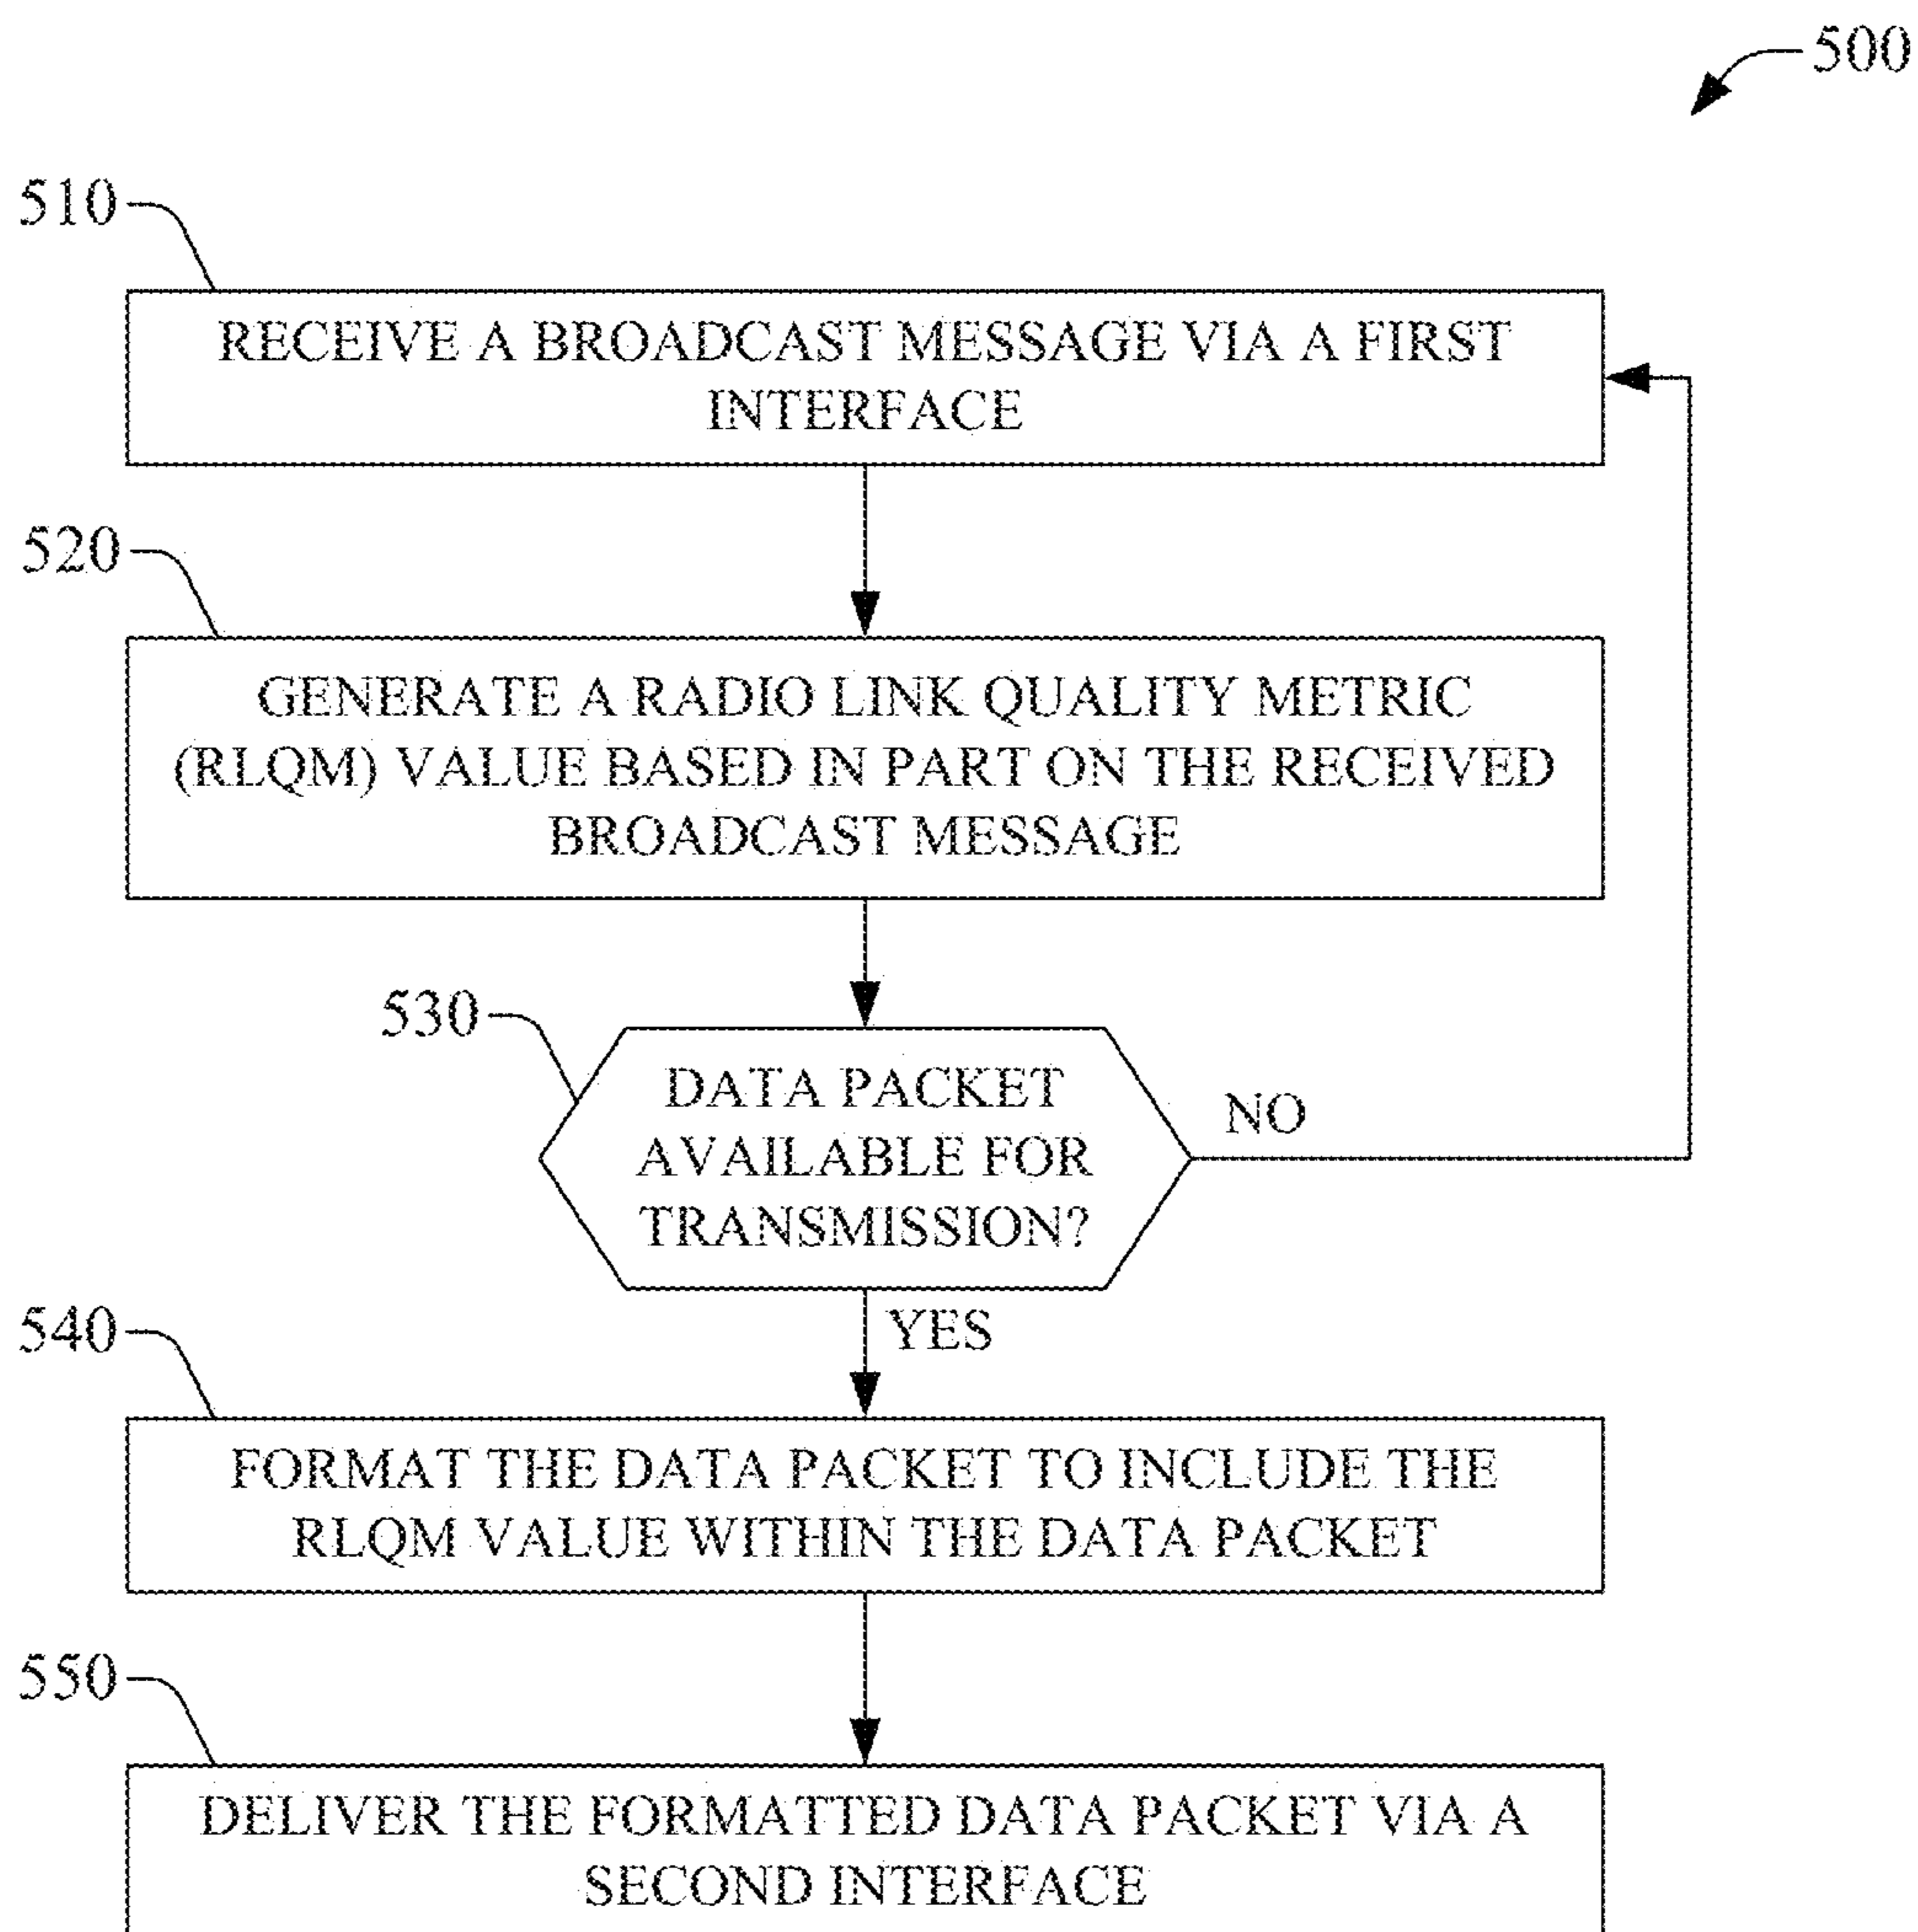 500
510
RECEIVE A BROADCAST MESSAGE VIA A FIRST
INTERFACE
520
GENERATE A RADIO LINK QUALITY METRIC
(RLQM) VALUE BASED IN PART ON THE RECEIVED
BROADCAST MESSAGE
530
DATA PACKET
AVAILABLE FOR
TRANSMISSION?
NO
YES
540
FORMAT THE DATA PACKET TO INCLUDE THE
RLQM VALUE WITHIN THE DATA PACKET
550
DELIVER THE FORMATTED DATA PACKET VIA A
SECOND INTERFACE